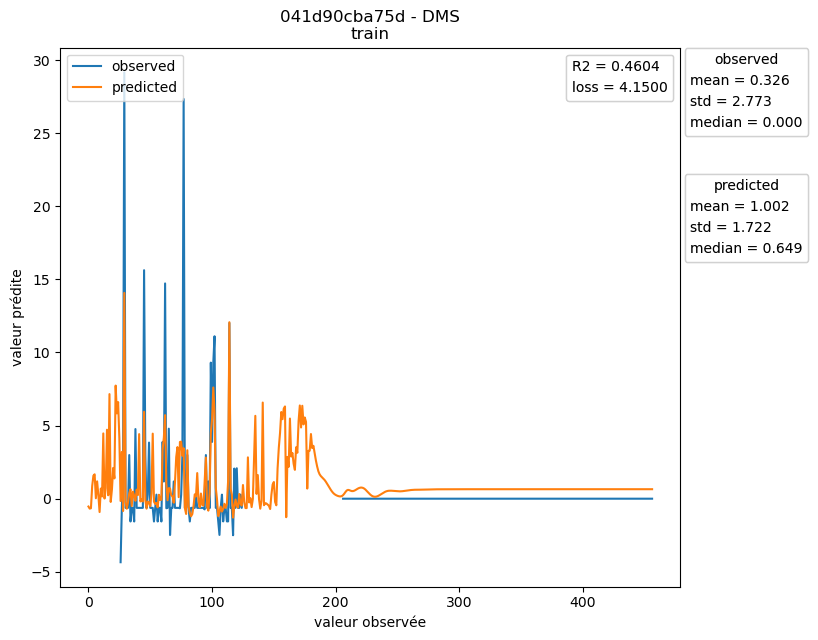 041d90cba75d - DMS
train
observed
predicted
R2 = 0.4604
loss = 4.1500
observed
mean = 0.326
std = 2.773
median = 0.000
predicted
mean = 1.002
std = 1.722
median = 0.649
30
25
20
15
10
5
0
−5
valeur prédite
0
100
200
300
400
valeur observée